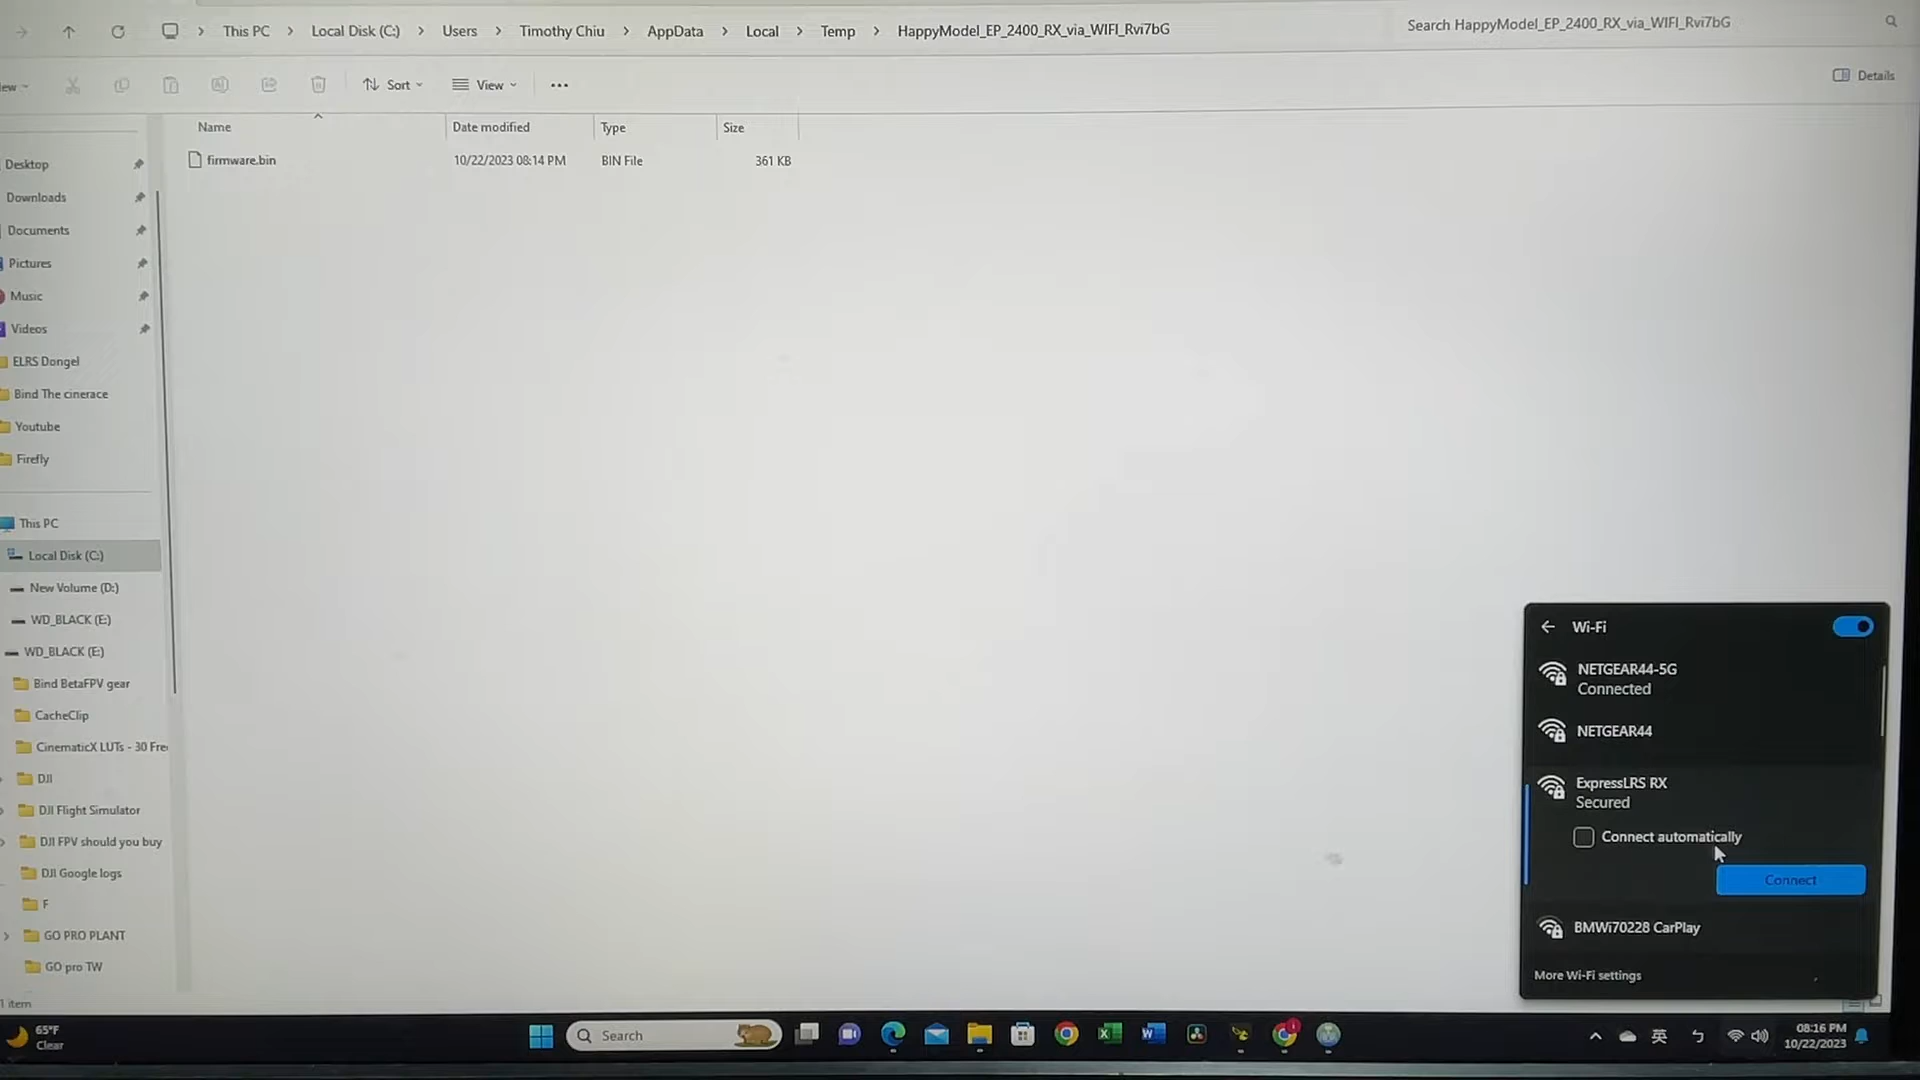 This PC > Local Disk (C:) > Users > Timothy Chiu > AppData > Local > Temp > HappyModel_EP_2400_RX_via_WIFI_Rvi7bG
Search HappyModel_EP_2400_RX_via_WIFI_Rvi7bG
Sort
View
Details
Name
Date modified
Type
Size
firmware.bin
10/22/2023 08:14 PM
BIN File
361 KB
Desktop
Downloads
Documents
Pictures
Music
Videos
ELRS Dongel
Bind The cinerace
Youtube
Firefly
This PC
Local Disk (C:)
New Volume (D:)
WD_BLACK (E:)
WD_BLACK (E:)
Bind BetaFPV gear
CacheClip
CinematicX LUTs - 30 Free
DJI
DJI Flight Simulator
DJI FPV should you buy
DJI Google logs
F
GO PRO PLANT
GO pro TW
1 item
Wi-Fi
NETGEAR44-5G
Connected
NETGEAR44
ExpressLRS RX
Secured
Connect automatically
Connect
BMWi70228 CarPlay
More Wi-Fi settings
65°F
Clear
Search
英
08:16 PM
10/22/2023